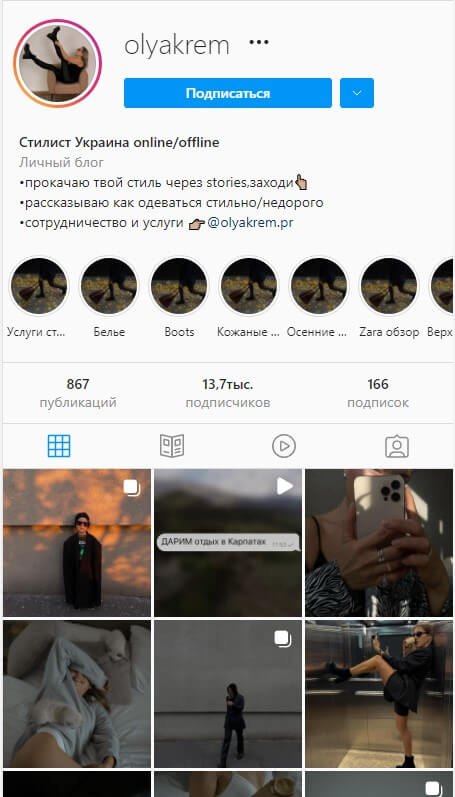 olyakrem •••
Подписаться
Стилист Украина online/offline
Личный блог
•прокачаю твой стиль через stories,заходи👆🏽
•рассказываю как одеваться стильно/недорого
•сотрудничество и услуги 👉🏽@olyakrem.pr
Услуги ст... Белье Boots Кожаные ... Осенние ... Zara обзор Верх
867 13,7тыс. 166
публикаций подписчиков подписок
ДАРИМ отдых в Карпатах 11:53